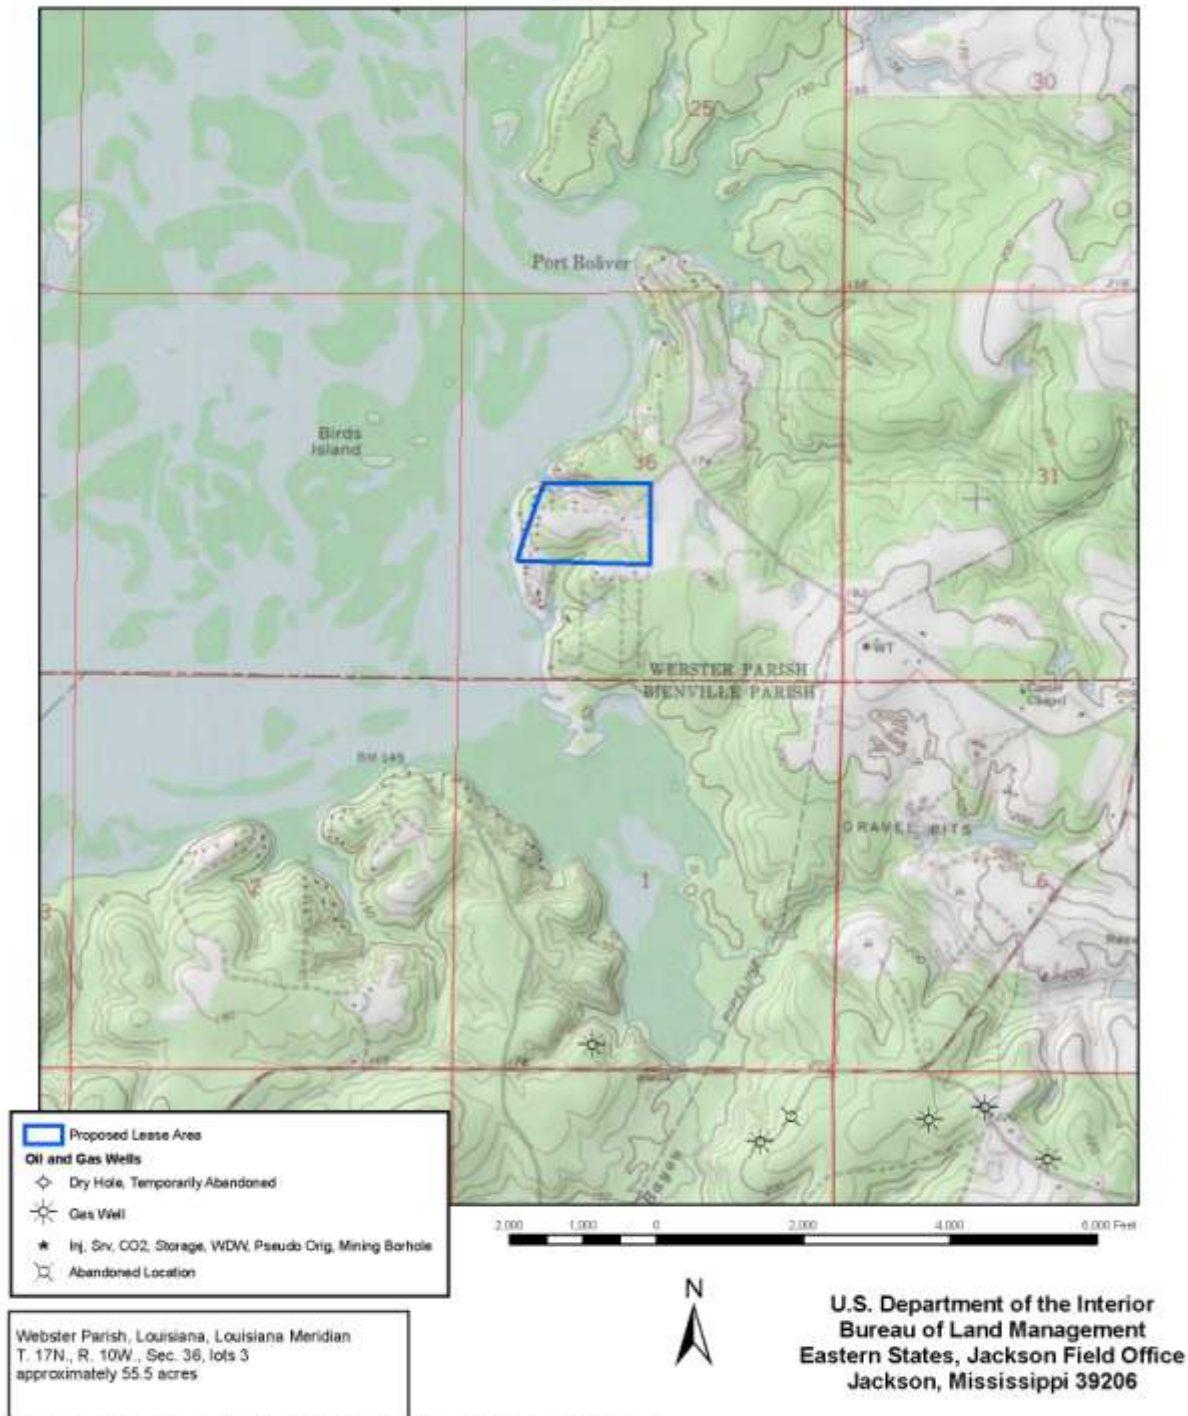 25
30
Port Boliver
Birds
Island
36
31
WT
WEBSTER PARISH
BIENVILLE PARISH
Chapel
BM 145
GRAVEL PITS
1
6
3
Bayou
Proposed Lease Area
Oil and Gas Wells
Dry Hole, Temporarily Abandoned
Gas Well
Inj, Srv, CO2, Storage, WDW, Pseudo Orig, Mining Borhole
Abandoned Location
2,000 1,000 0 2,000 4,000 6,000 Feet
N
Webster Parish, Louisiana, Louisiana Meridian
T. 17N., R. 10W., Sec. 36, lots 3
approximately 55.5 acres
U.S. Department of the Interior
Bureau of Land Management
Eastern States, Jackson Field Office
Jackson, Mississippi 39206